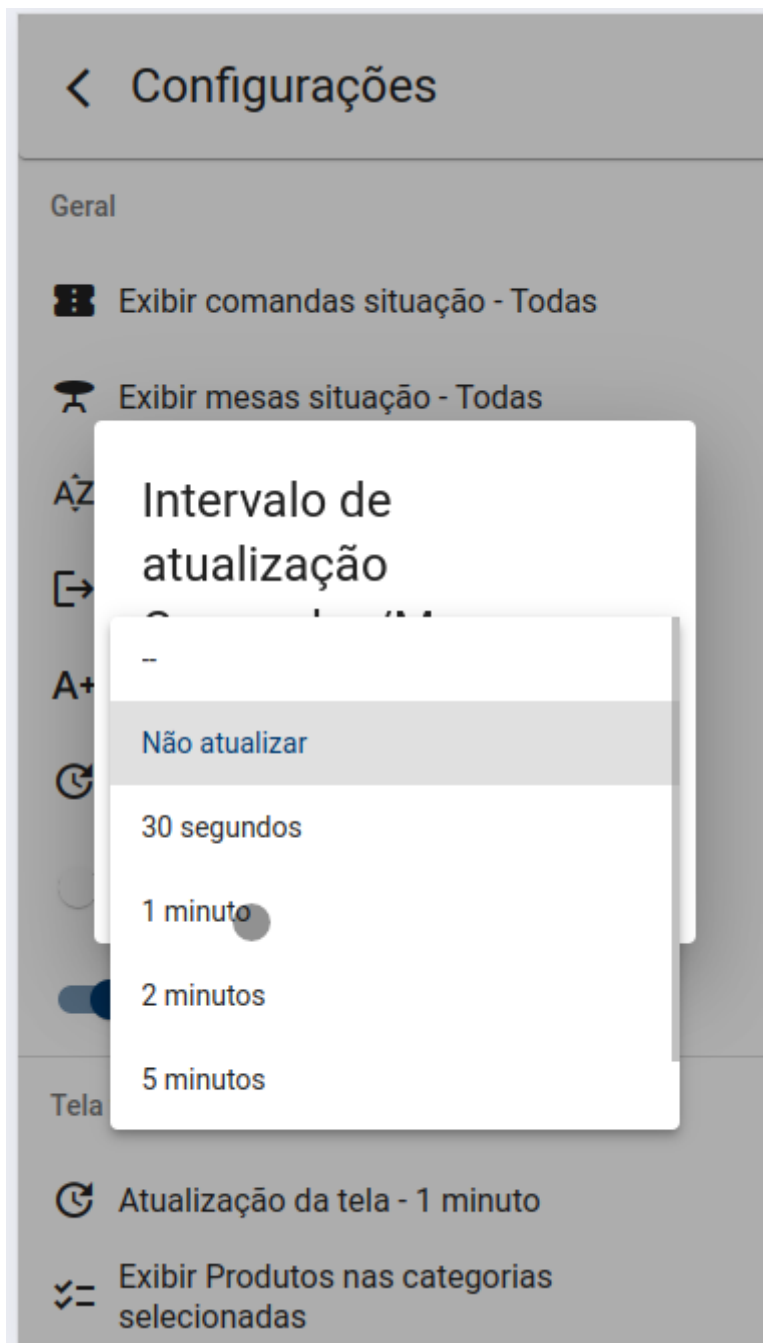 Configurações
Geral
Exibir comandas situação - Todas
Exibir mesas situação - Todas
AZ
Intervalo de
atualização
A+
--
Não atualizar
30 segundos
1 minuto
2 minutos
5 minutos
Tela
Atualização da tela - 1 minuto
Exibir Produtos nas categorias
selecionadas